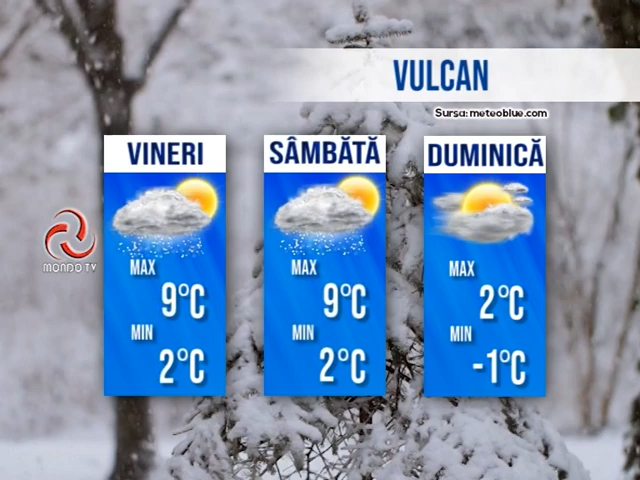 VULCAN
Sursa: meteoblue.com
VINERI
MAX
9°C
MIN
2°C
SÂMBĂTĂ
MAX
9°C
MIN
2°C
DUMINICĂ
MAX
2°C
MIN
-1°C
MONDO TV